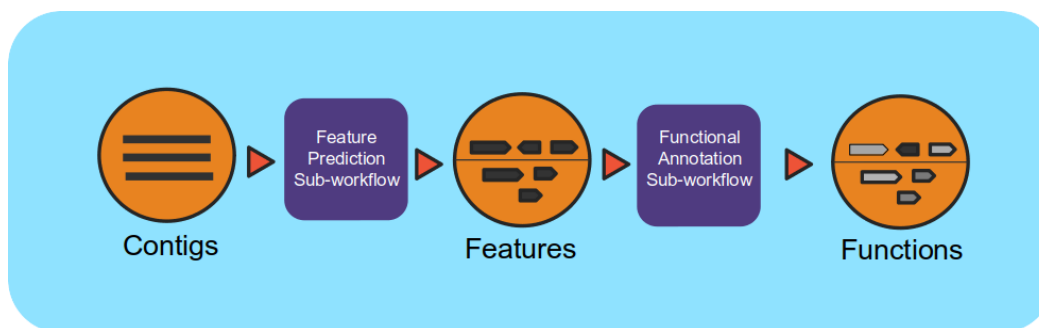 Feature
Prediction
Sub-workflow
Functional
Annotation
Sub-workflow
Contigs
Features
Functions